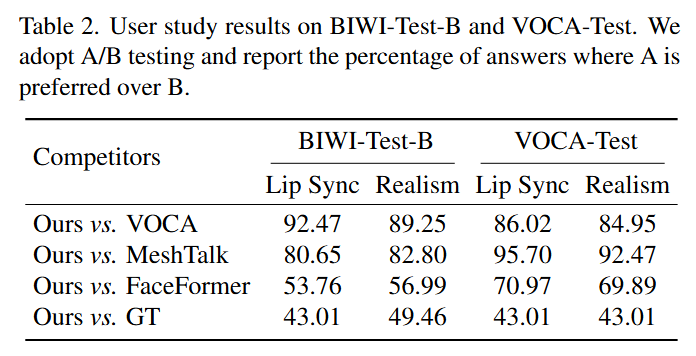 Table 2. User study results on BIWI-Test-B and VOCA-Test. We
adopt A/B testing and report the percentage of answers where A is
preferred over B.
Competitors BIWI-Test-B VOCA-Test
Lip Sync Realism Lip Sync Realism
Ours vs. VOCA 92.47 89.25 86.02 84.95
Ours vs. MeshTalk 80.65 82.80 95.70 92.47
Ours vs. FaceFormer 53.76 56.99 70.97 69.89
Ours vs. GT 43.01 49.46 43.01 43.01